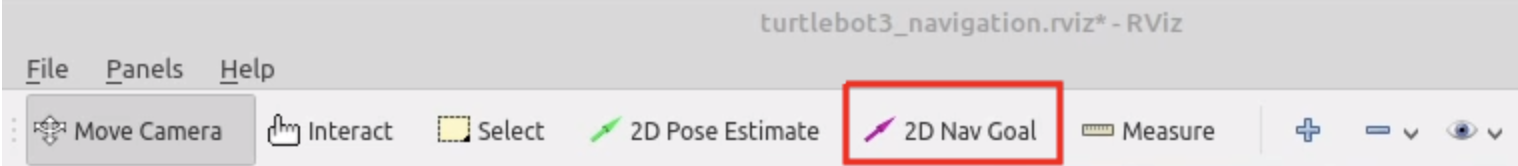 turtlebot3_navigation.rviz* - RViz
File Panels Help
Move Camera Interact Select 2D Pose Estimate 2D Nav Goal Measure